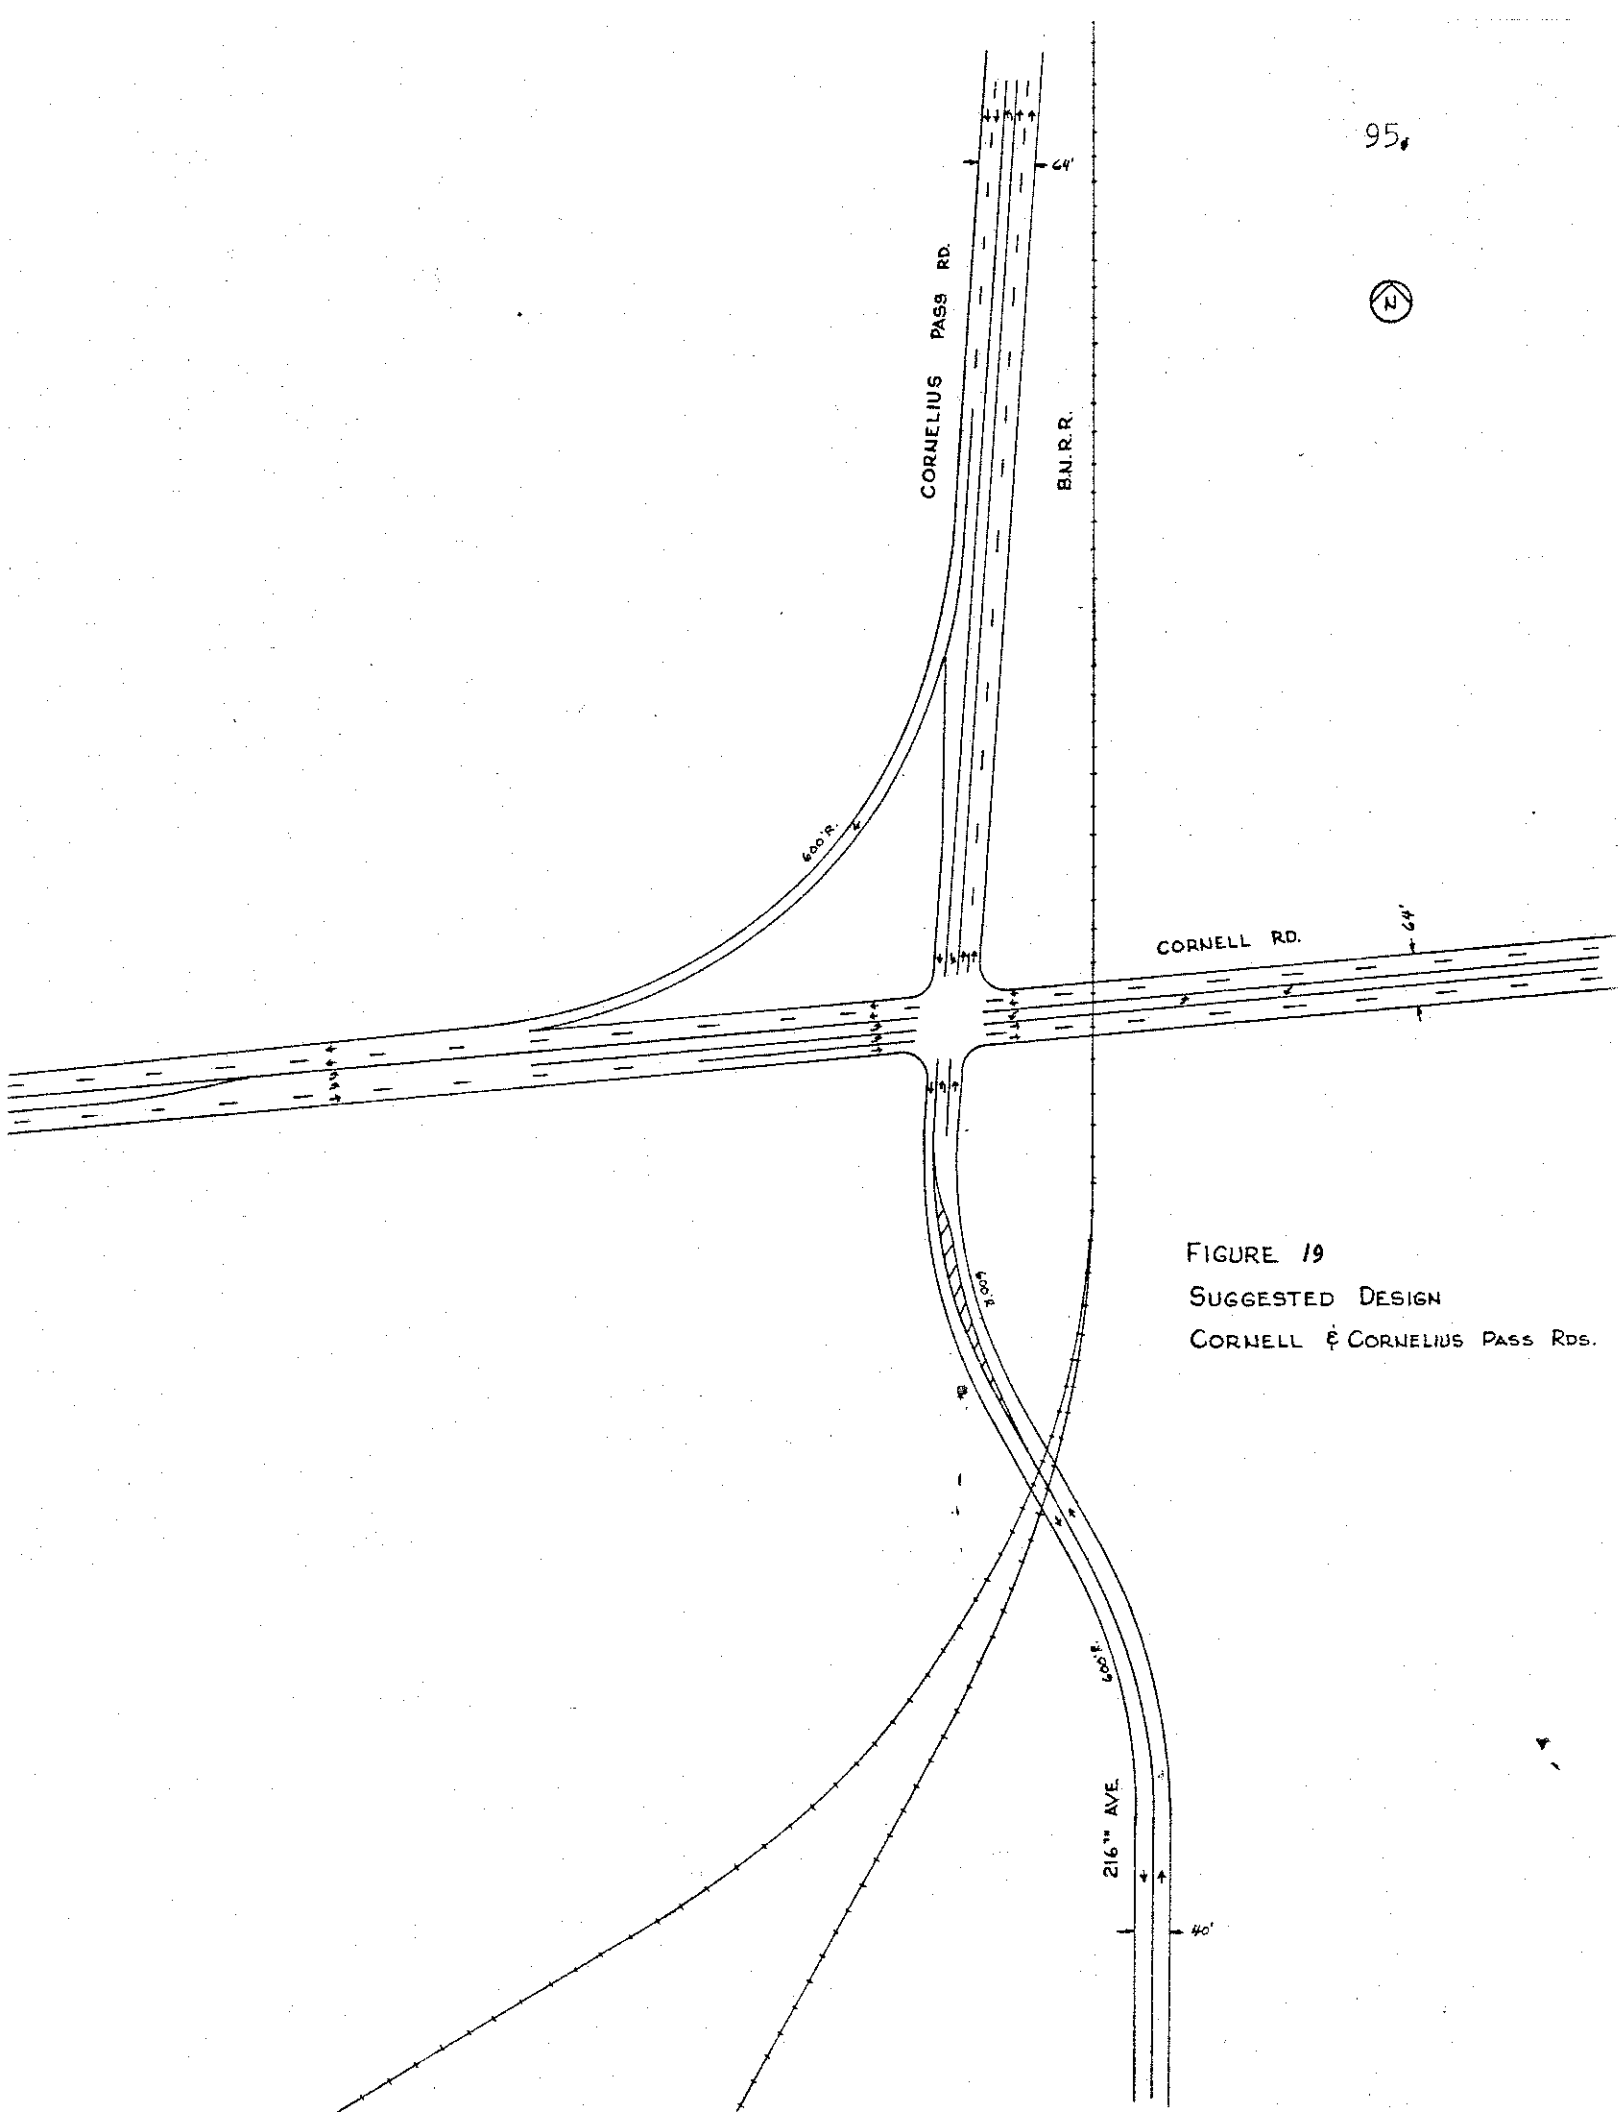 95.
64'
CORNELIUS PASS RD.
N
B.N.R.R.
600'R.
CORNELL RD.
64'
FIGURE 19
SUGGESTED DESIGN
CORNELL & CORNELIUS PASS RDS.
600'R.
600'R.
216TH AVE.
40'